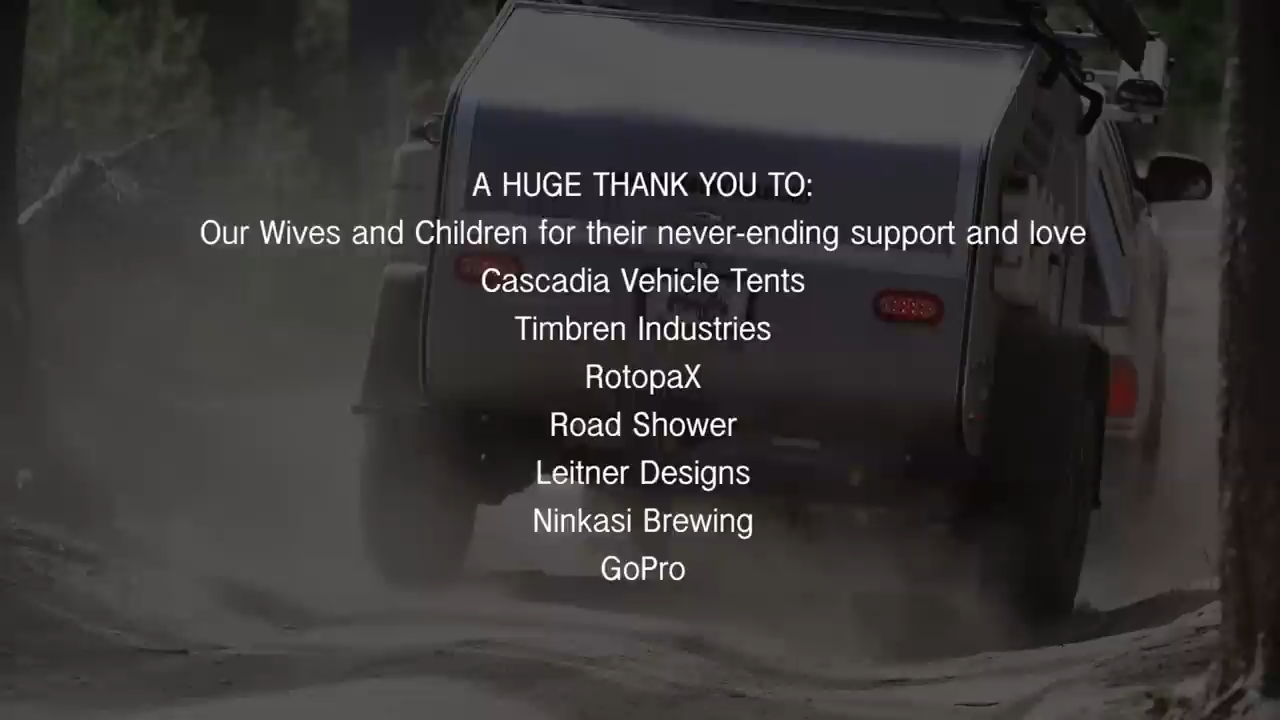 A HUGE THANK YOU TO:
Our Wives and Children for their never-ending support and love
Cascadia Vehicle Tents
Timbren Industries
RotopaX
Road Shower
Leitner Designs
Ninkasi Brewing
GoPro